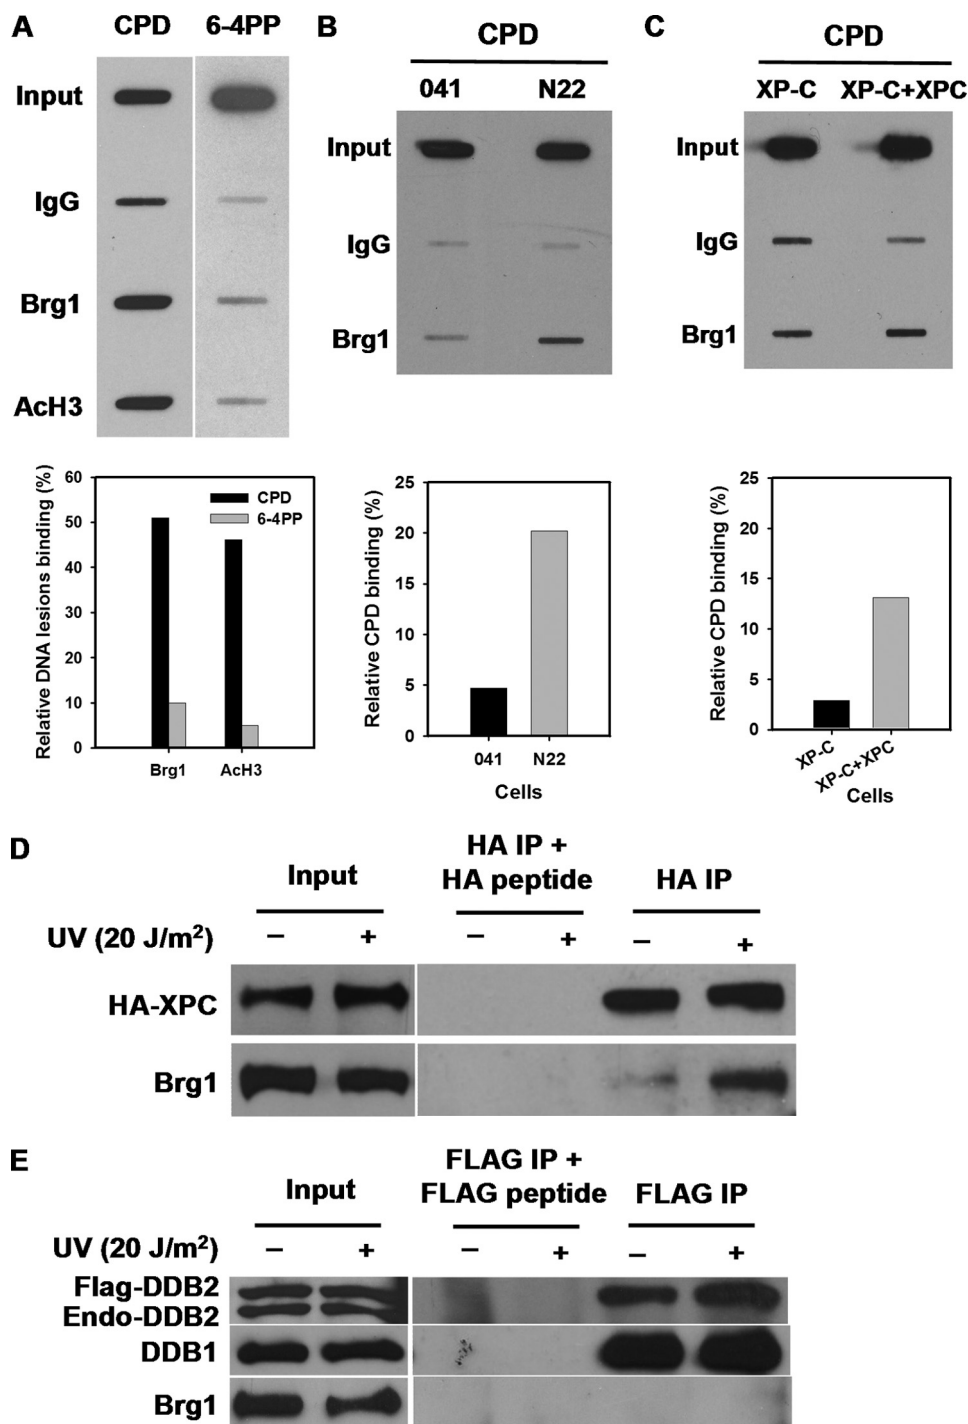 A
CPD 6-4PP
Input
IgG
Brg1
AcH3
Relative DNA lesions binding (%)
60
50
40
30
20
10
0
CPD
6-4PP
Brg1 AcH3
B
CPD
041 N22
Input
IgG
Brg1
Relative CPD binding (%)
25
20
15
10
5
0
041 N22
Cells
C
CPD
XP-C XP-C+XPC
Input
IgG
Brg1
Relative CPD binding (%)
25
20
15
10
5
0
XP-C XP-C+XPC
Cells
D
Input
HA IP +
HA peptide
HA IP
UV (20 J/m²) − + − + − +
HA-XPC
Brg1
E
Input
FLAG IP +
FLAG peptide
FLAG IP
UV (20 J/m²) − + − + − +
Flag-DDB2
Endo-DDB2
DDB1
Brg1